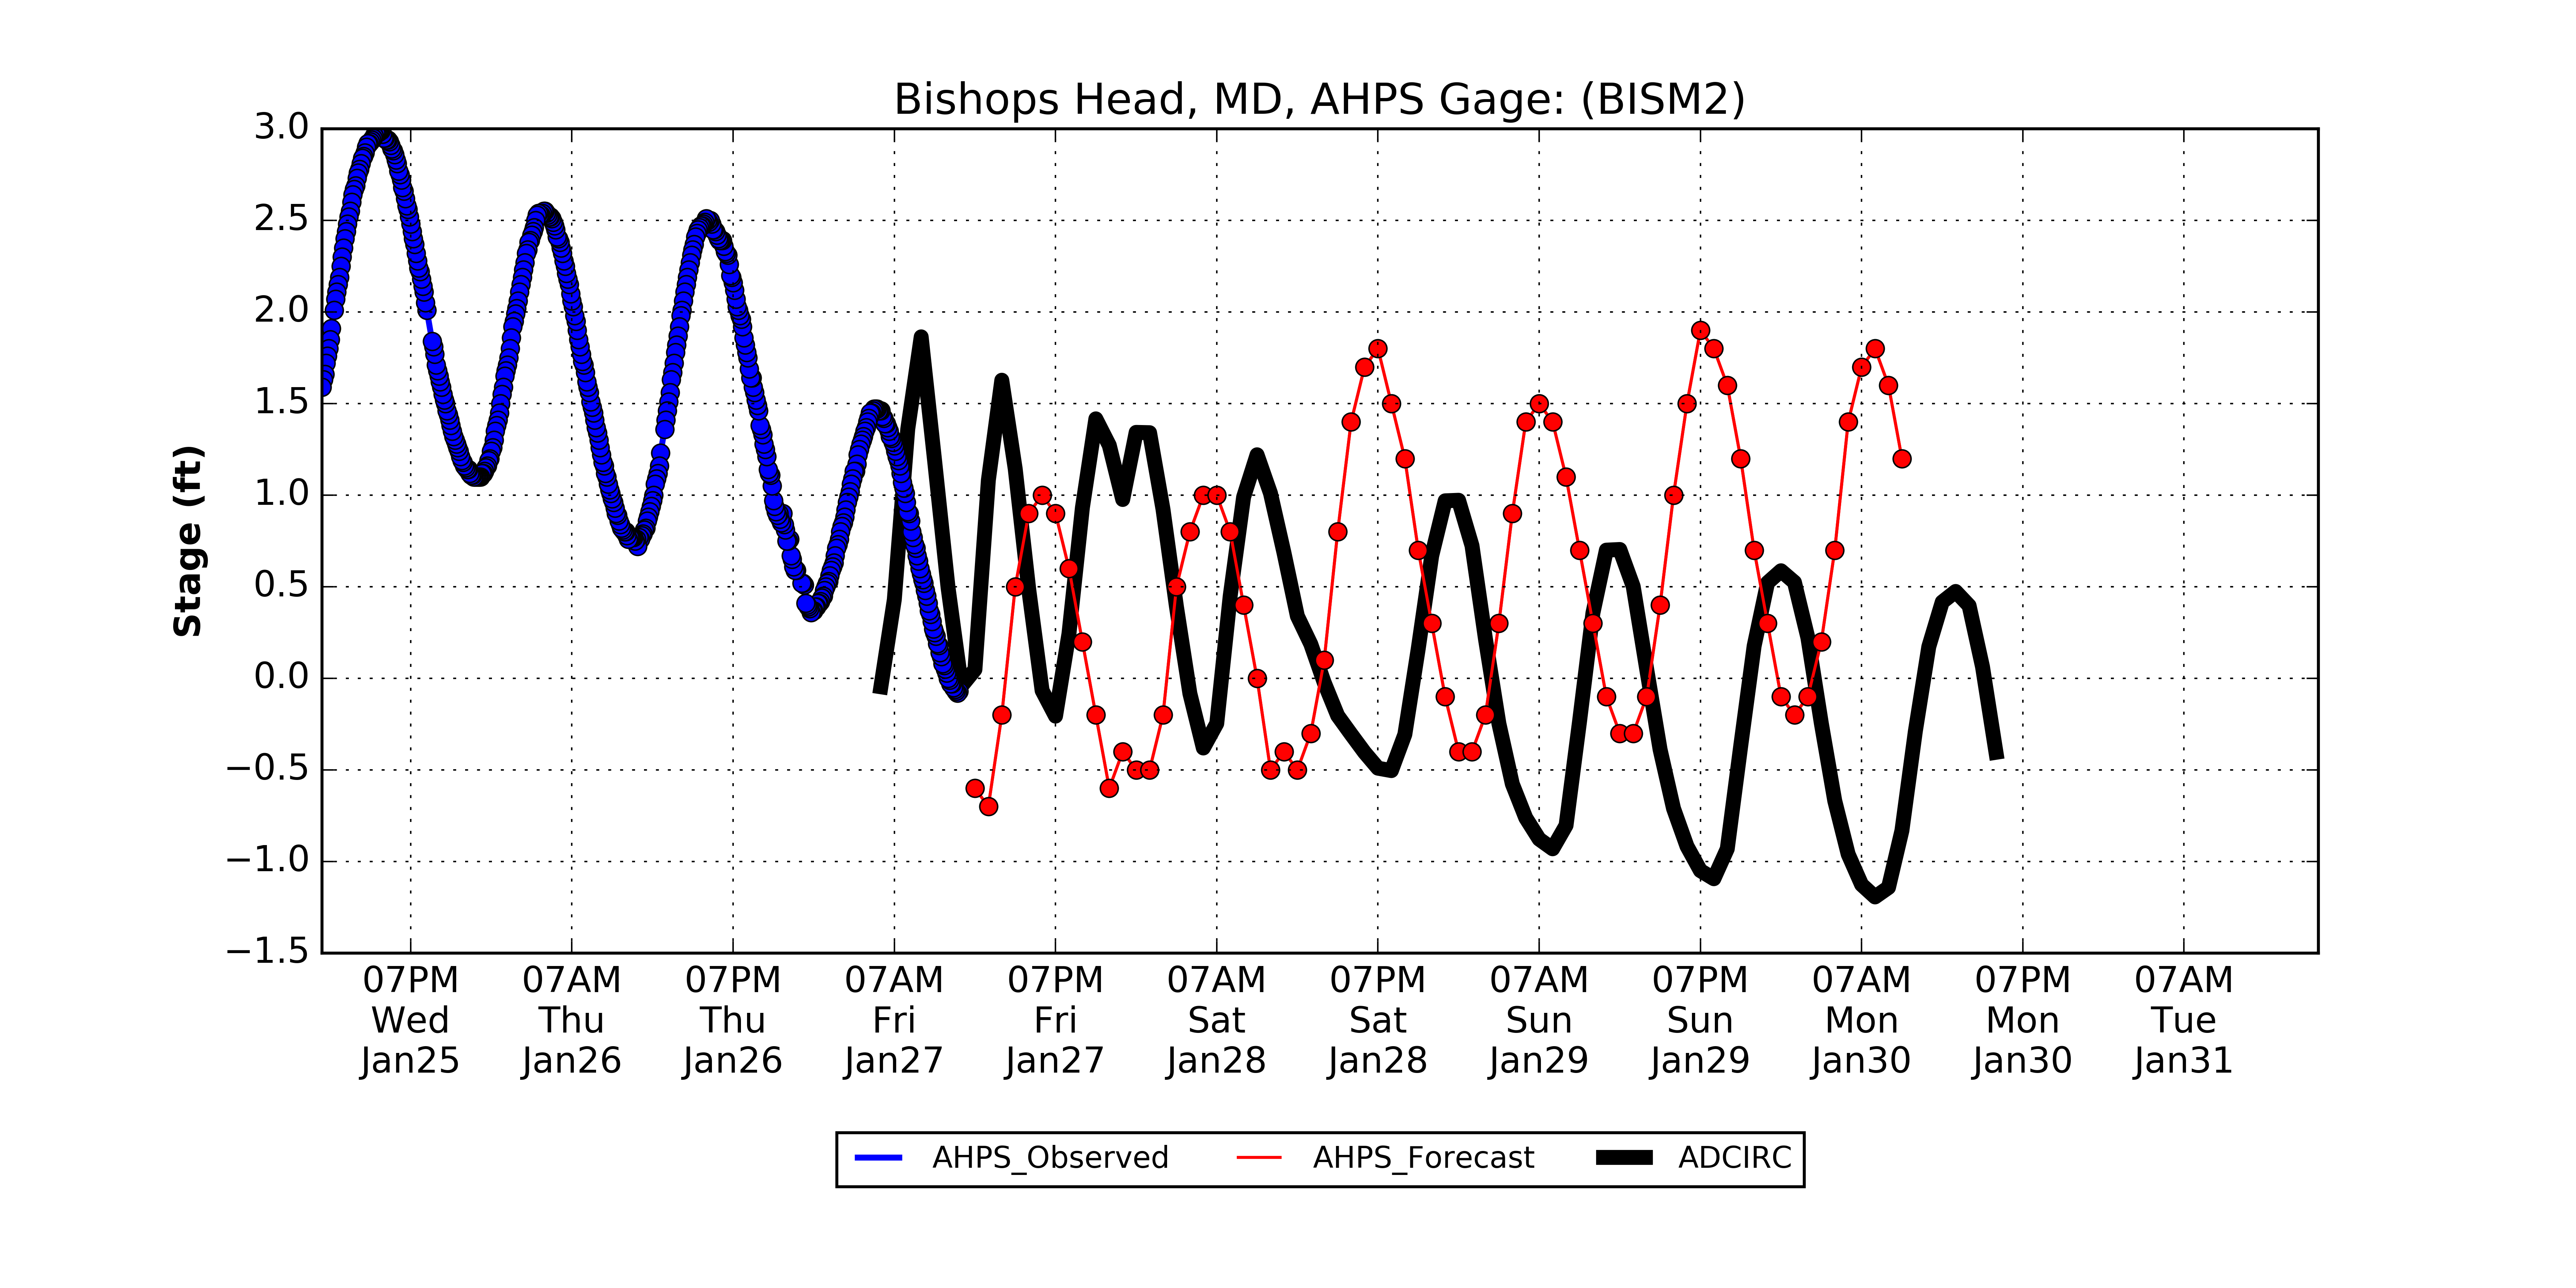 Bishops Head, MD, AHPS Gage: (BISM2)
3.0
2.5
2.0
1.5
1.0
0.5
0.0
−0.5
−1.0
−1.5
Stage (ft)
07PM 07AM 07PM 07AM 07PM 07AM 07PM 07AM 07PM 07AM 07PM 07AM
Wed Thu Thu Fri Fri Sat Sat Sun Sun Mon Mon Tue
Jan25 Jan26 Jan26 Jan27 Jan27 Jan28 Jan28 Jan29 Jan29 Jan30 Jan30 Jan31
AHPS_Observed AHPS_Forecast ADCIRC